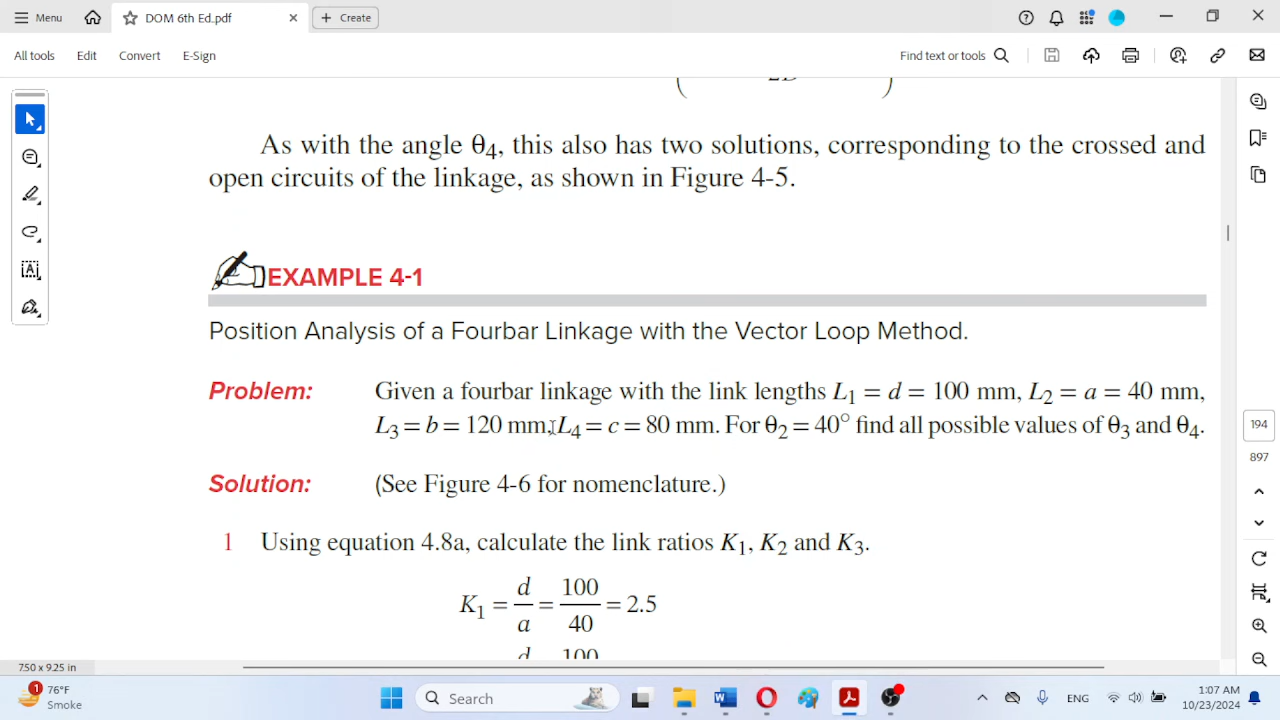 Menu
DOM 6th Ed.pdf
Create
All tools
Edit
Convert
E-Sign
Find text or tools
As with the angle θ4, this also has two solutions, corresponding to the crossed and
open circuits of the linkage, as shown in Figure 4-5.
EXAMPLE 4-1
Position Analysis of a Fourbar Linkage with the Vector Loop Method.
Problem: Given a fourbar linkage with the link lengths L1 = d = 100 mm, L2 = a = 40 mm,
L3 = b = 120 mm, L4 = c = 80 mm. For θ2 = 40° find all possible values of θ3 and θ4.
Solution: (See Figure 4-6 for nomenclature.)
1 Using equation 4.8a, calculate the link ratios K1, K2 and K3.
K1 = d/a = 100/40 = 2.5
d 100
194
897
7.50 x 9.25 in
1
76°F
Smoke
Search
ENG
1:07 AM
10/23/2024